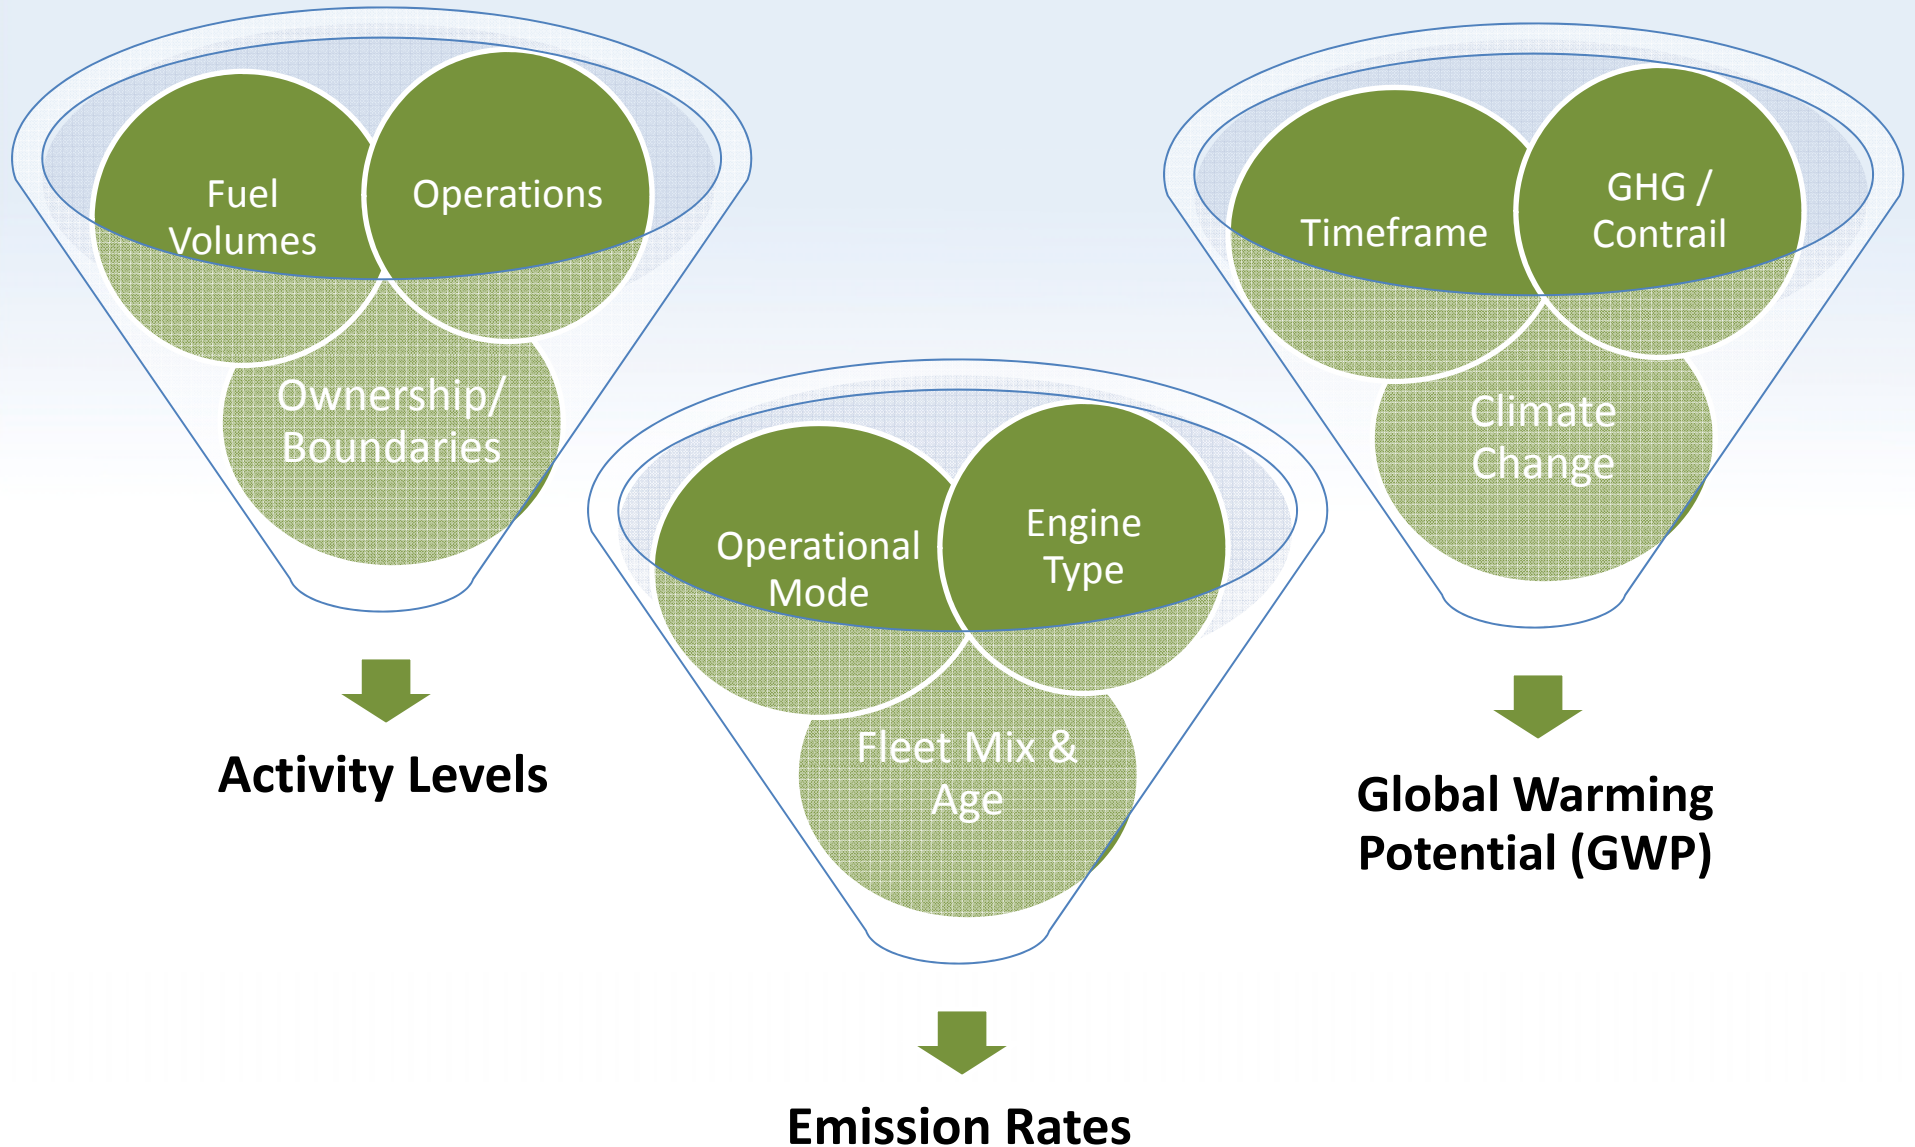 Fuel
Volumes
Operations
Ownership/
Boundaries
Activity Levels
Operational
Mode
Engine
Type
Fleet Mix &
Age
Emission Rates
Timeframe
GHG /
Contrail
Climate
Change
Global Warming
Potential (GWP)